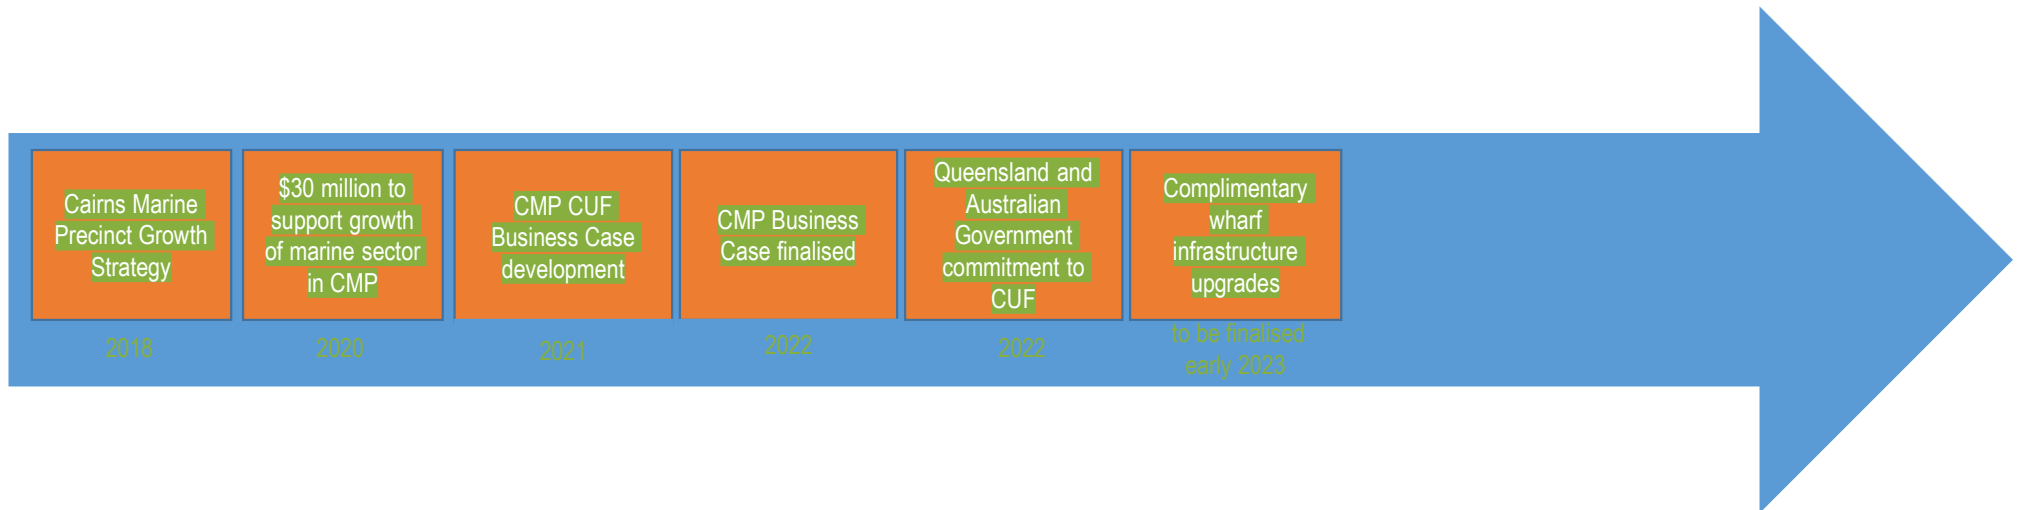 Cairns Marine
Precinct Growth
Strategy
2018
$30 million to
support growth
of marine sector
in CMP
2020
CMP CUF
Business Case
development
2021
CMP Business
Case finalised
2022
Queensland and
Australian
Government
commitment to
CUF
2022
Complimentary
wharf
infrastructure
upgrades
to be finalised
early 2023